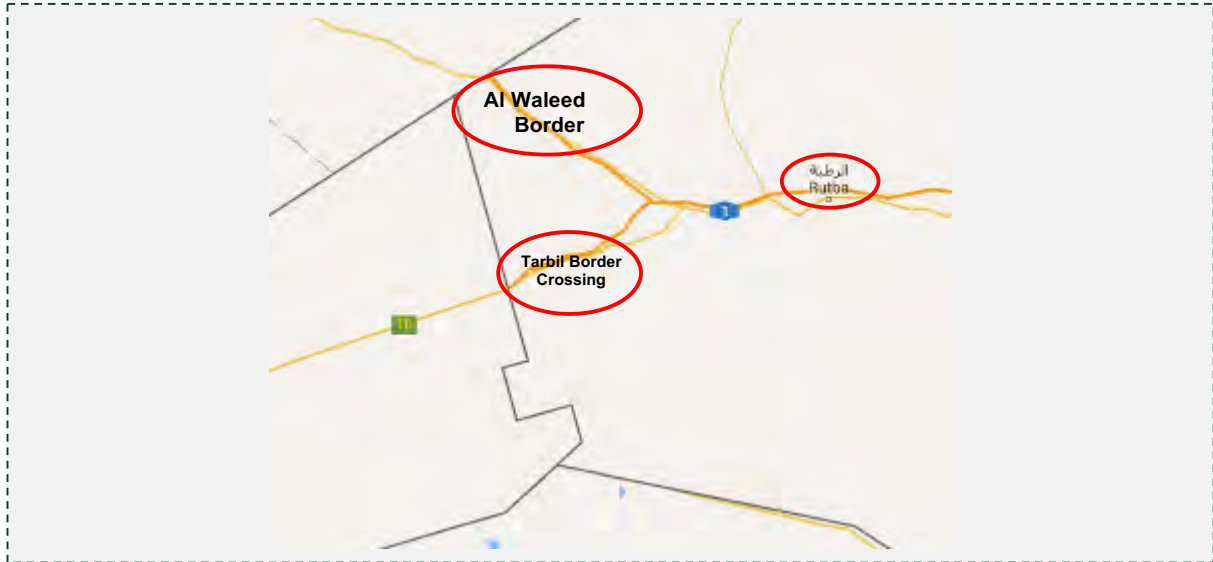 Al Waleed
Border
الرطبة
Rutba
1
Tarbil Border
Crossing
10